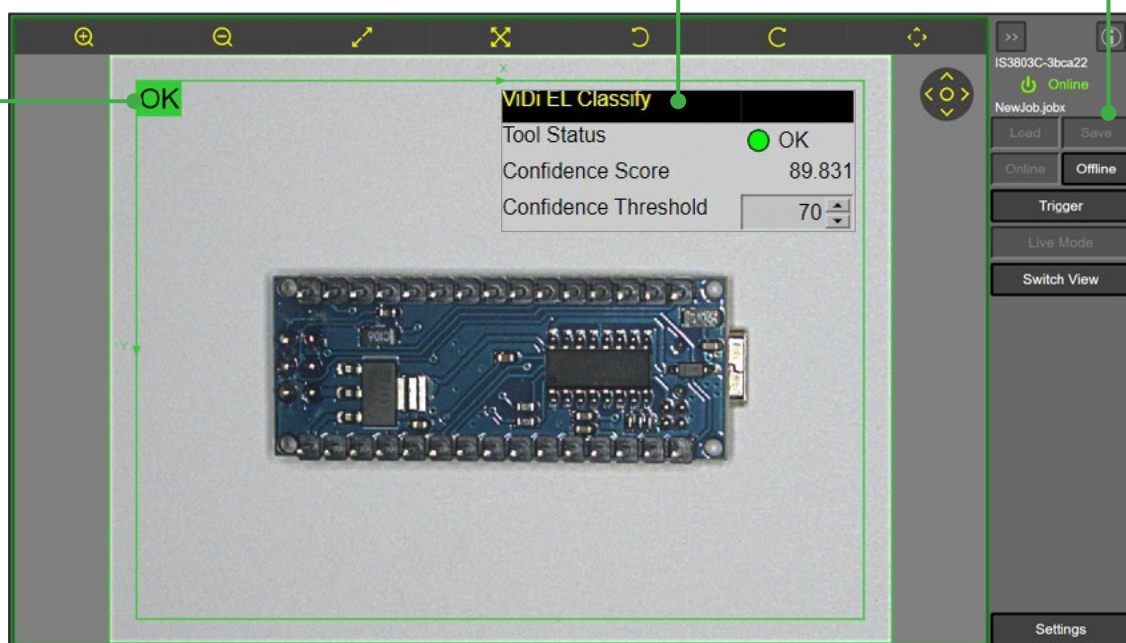 >>
IS3803C-3bca22
Online
NewJob.jobx
Load Save
Online Offline
Trigger
Live Mode
Switch View
Settings
X
Y
OK
ViDi EL Classify
Tool Status OK
Confidence Score 89.831
Confidence Threshold 70
C106